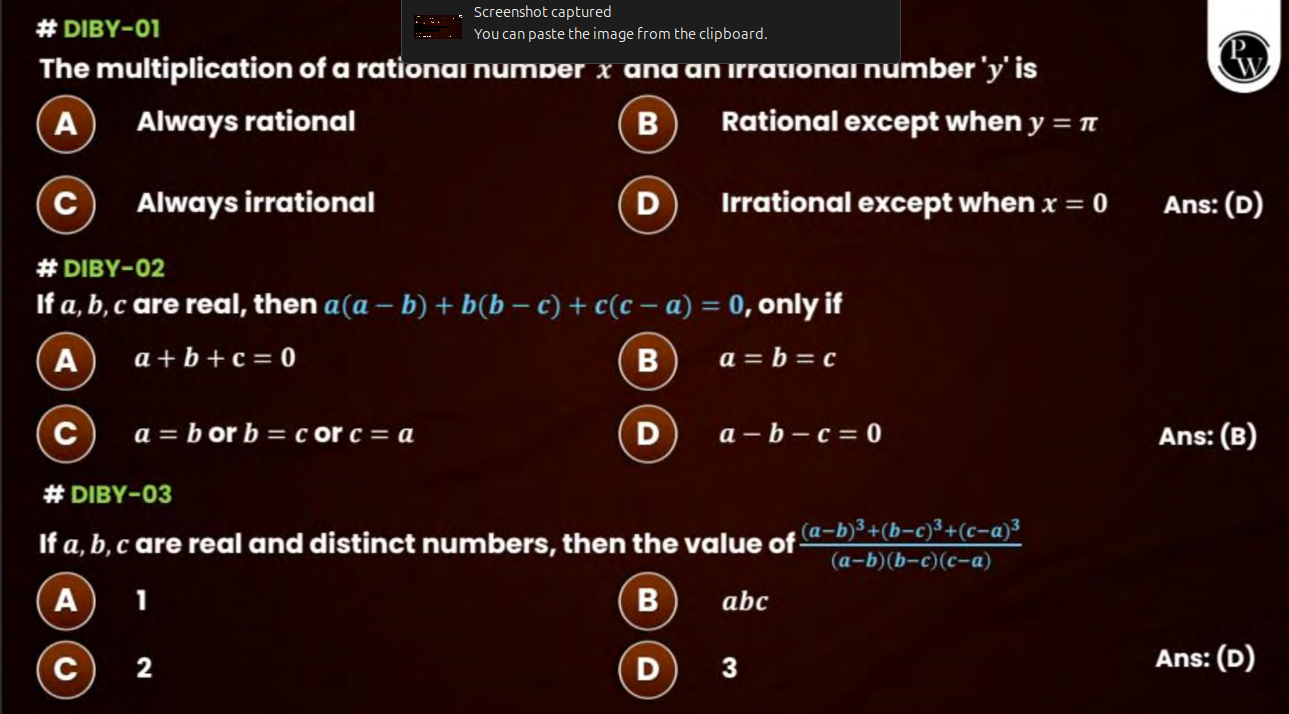 # DIBY-01
Screenshot captured
You can paste the image from the clipboard.
The multiplication of a rational number 'x' and an irrational number 'y' is
PW
A Always rational
B Rational except when y = π
C Always irrational
D Irrational except when x = 0 Ans: (D)
# DIBY-02
If a, b, c are real, then a(a − b) + b(b − c) + c(c − a) = 0, only if
A a + b + c = 0
B a = b = c
C a = b or b = c or c = a
D a − b − c = 0 Ans: (B)
# DIBY-03
If a, b, c are real and distinct numbers, then the value of (a−b)³+(b−c)³+(c−a)³ / (a−b)(b−c)(c−a)
A 1
B abc
C 2
D 3 Ans: (D)